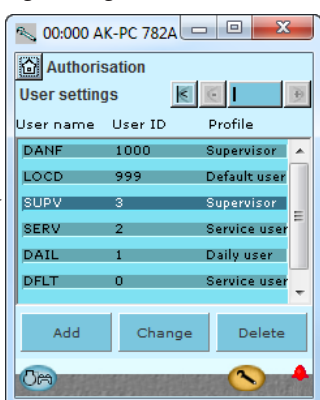 00:000 AK-PC 782A
Authorisation
User settings
User name User ID Profile
DANF 1000 Supervisor
LOCD 999 Default user
SUPV 3 Supervisor
SERV 2 Service user
DAIL 1 Daily user
DFLT 0 Service user
Add Change Delete